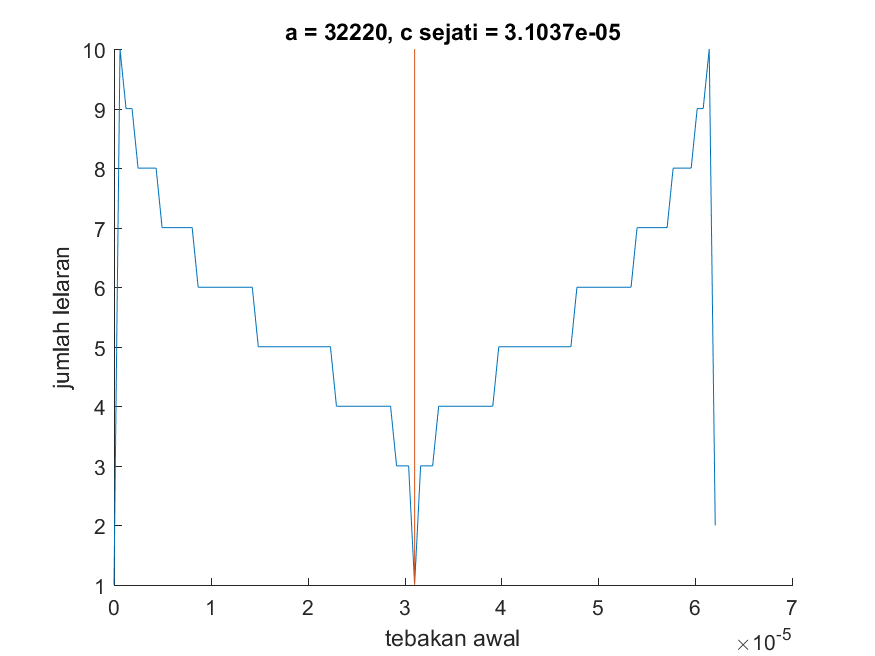 a = 32220, c sejati = 3.1037e-05
10
9
8
7
6
5
4
3
2
1
jumlah lelaran
0 1 2 3 4 5 6 7
tebakan awal
×10-5